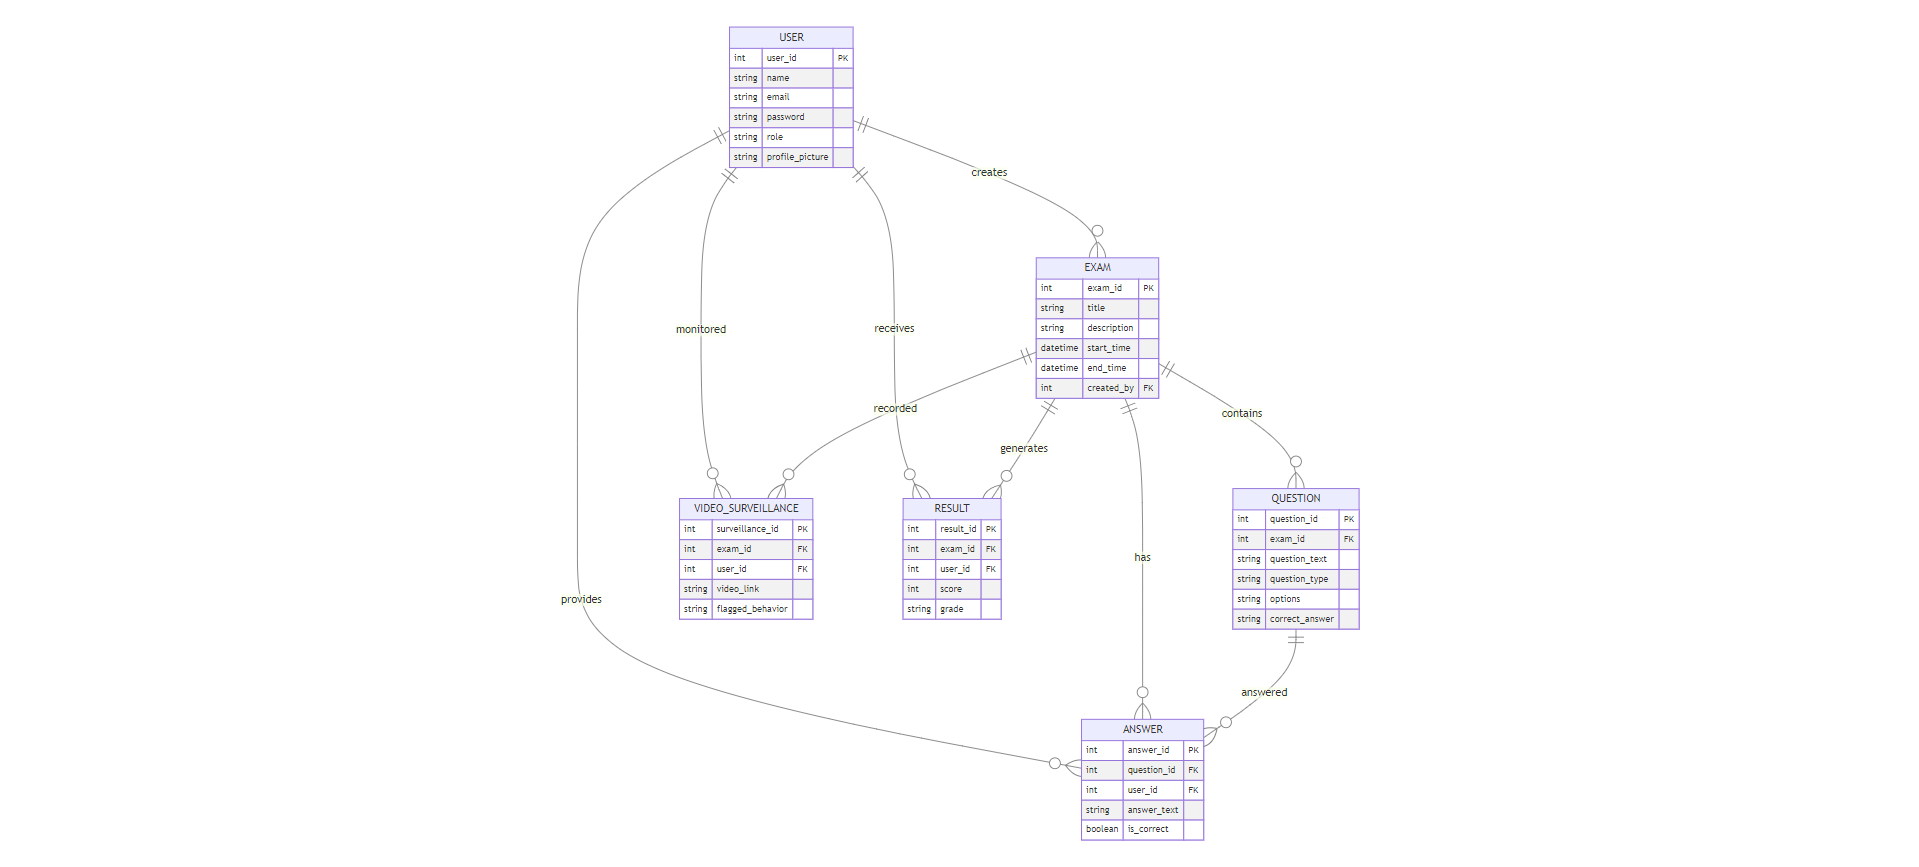 USER
int user_id PK
string name
string email
string password
string role
string profile_picture
creates
EXAM
int exam_id PK
string title
string description
datetime start_time
datetime end_time
int created_by FK
monitored
receives
recorded
contains
generates
VIDEO_SURVEILLANCE
int surveillance_id PK
int exam_id FK
int user_id FK
string video_link
string flagged_behavior
RESULT
int result_id PK
int exam_id FK
int user_id FK
int score
string grade
QUESTION
int question_id PK
int exam_id FK
string question_text
string question_type
string options
string correct_answer
has
provides
answered
ANSWER
int answer_id PK
int question_id FK
int user_id FK
string answer_text
boolean is_correct